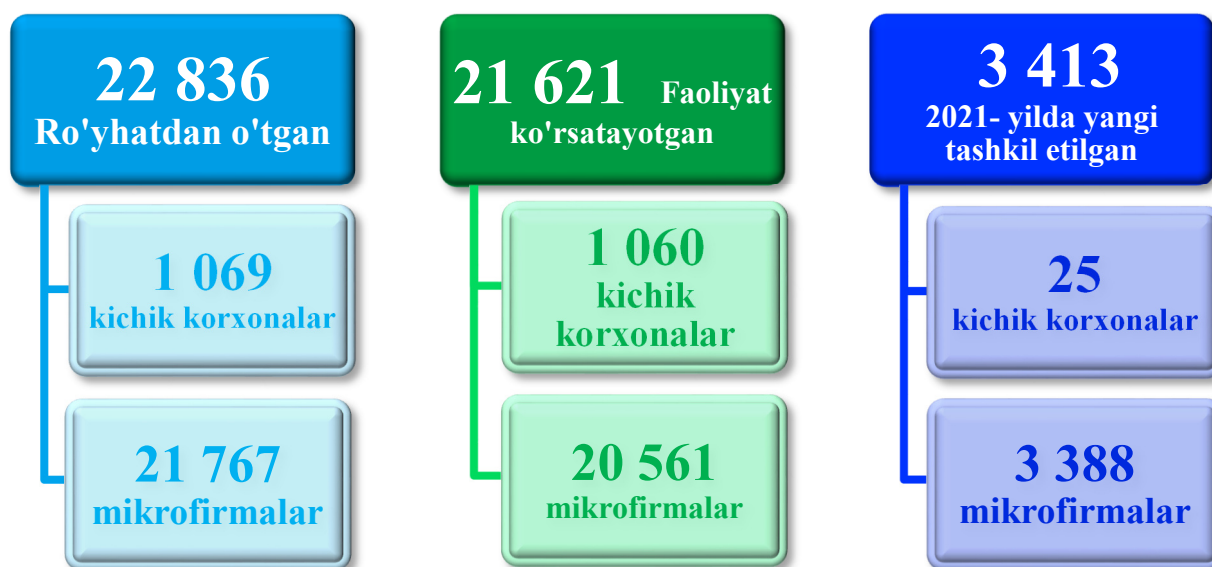 22 836
Ro'yhatdan o'tgan
1 069
kichik korxonalar
21 767
mikrofirmalar
21 621 Faoliyat
ko'rsatayotgan
1 060
kichik
korxonalar
20 561
mikrofirmalar
3 413
2021- yilda yangi
tashkil etilgan
25
kichik korxonalar
3 388
mikrofirmalar